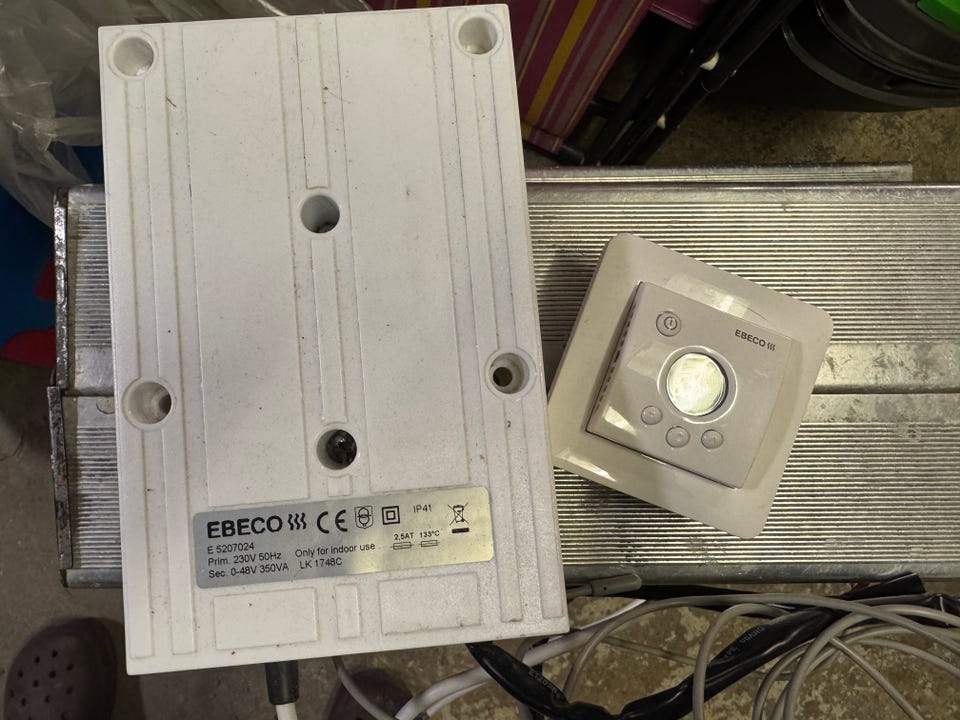 EBECO
E 5207024
Prim. 230V 50Hz Only for indoor use
Sec. 0-48V 350VA LK 1748C
CE
IP41
2,5AT 133°C
EBECO